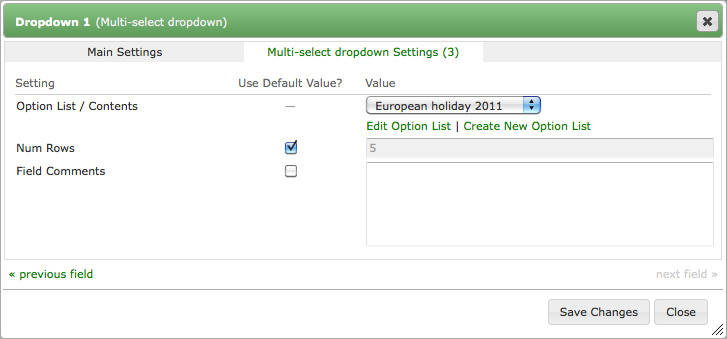 Dropdown 1 (Multi-select dropdown)
Main Settings Multi-select dropdown Settings (3)
Setting Use Default Value? Value
Option List / Contents — European holiday 2011
Edit Option List | Create New Option List
Num Rows 5
Field Comments
« previous field next field »
Save Changes Close